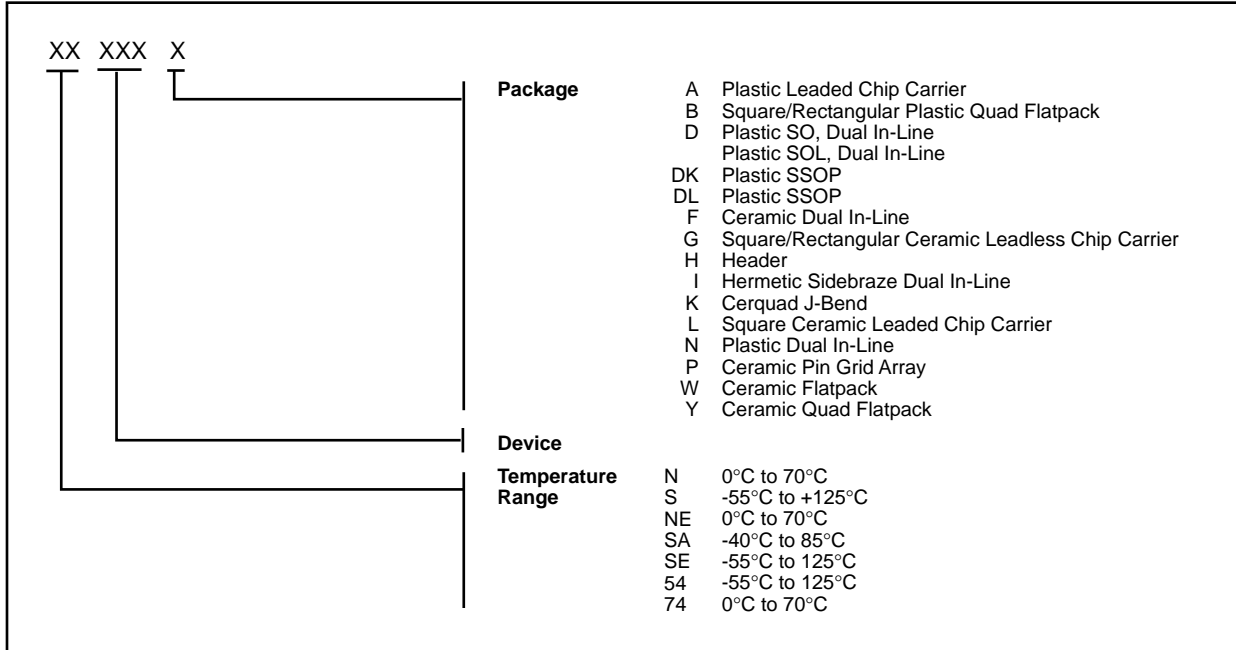 XX XXX X
Package A Plastic Leaded Chip Carrier
B Square/Rectangular Plastic Quad Flatpack
D Plastic SO, Dual In-Line
Plastic SOL, Dual In-Line
DK Plastic SSOP
DL Plastic SSOP
F Ceramic Dual In-Line
G Square/Rectangular Ceramic Leadless Chip Carrier
H Header
I Hermetic Sidebraze Dual In-Line
K Cerquad J-Bend
L Square Ceramic Leaded Chip Carrier
N Plastic Dual In-Line
P Ceramic Pin Grid Array
W Ceramic Flatpack
Y Ceramic Quad Flatpack
Device
Temperature N 0°C to 70°C
Range S -55°C to +125°C
NE 0°C to 70°C
SA -40°C to 85°C
SE -55°C to 125°C
54 -55°C to 125°C
74 0°C to 70°C